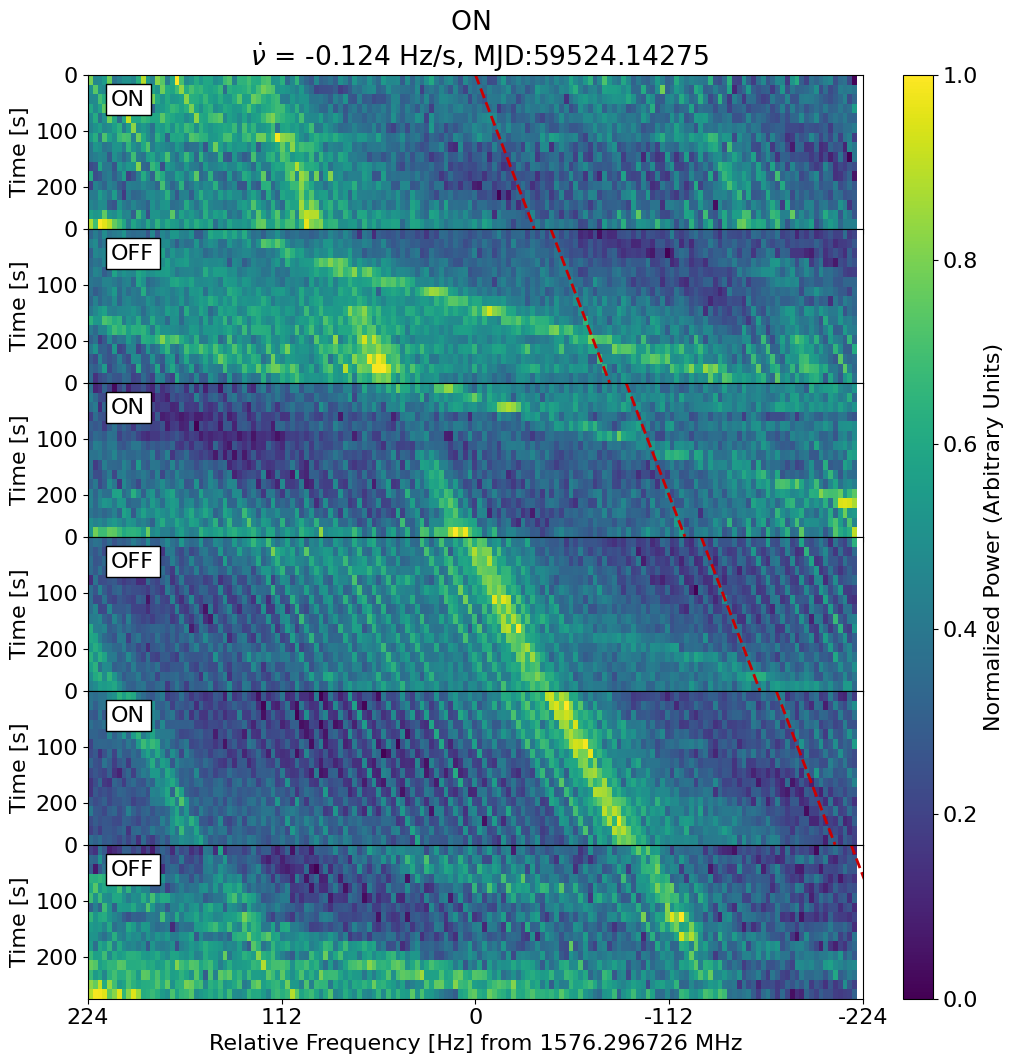 ON
ν̇ = -0.124 Hz/s, MJD:59524.14275
ON
OFF
ON
OFF
ON
OFF
Time [s]
Time [s]
Time [s]
Time [s]
Time [s]
Time [s]
0
100
200
0
100
200
0
100
200
0
100
200
0
100
200
0
100
200
224
112
0
-112
-224
Relative Frequency [Hz] from 1576.296726 MHz
1.0
0.8
0.6
0.4
0.2
0.0
Normalized Power (Arbitrary Units)